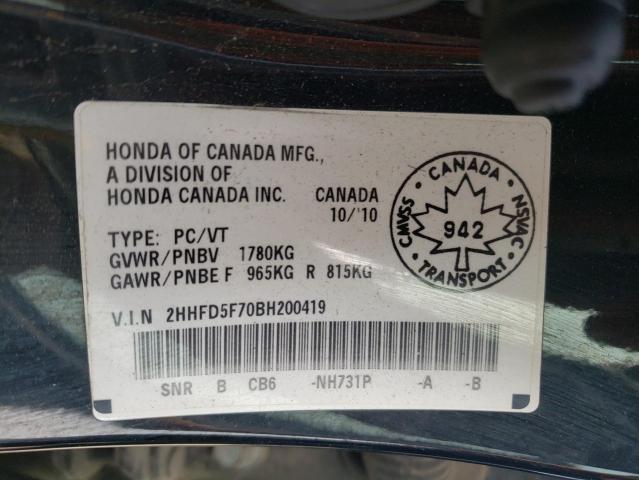 HONDA OF CANADA MFG.,
A DIVISION OF
HONDA CANADA INC. CANADA
10/'10
TYPE: PC/VT
GVWR/PNBV 1780KG
GAWR/PNBE F 965KG R 815KG
V.I.N 2HHFD5F70BH200419
SNR B CB6 -NH731P -A -B
CANADA
CMVSS NSVAC
942
TRANSPORT